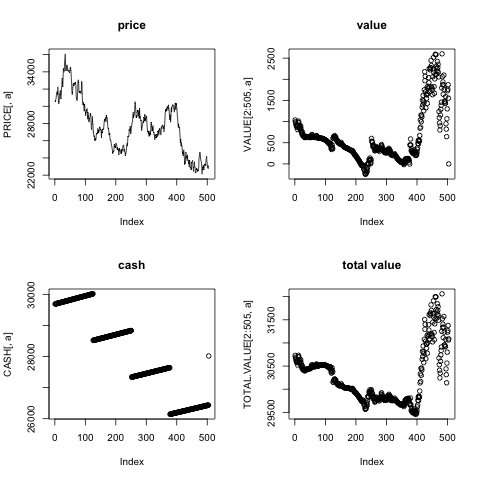 price
PRICE[, a]
34000
28000
22000
0 100 200 300 400 500
Index
value
VALUE[2:505, a]
2500
1500
500
0
0 100 200 300 400 500
Index
cash
CASH[, a]
30000
28000
26000
0 100 200 300 400 500
Index
total value
TOTAL.VALUE[2:505, a]
31500
30500
29500
0 100 200 300 400 500
Index